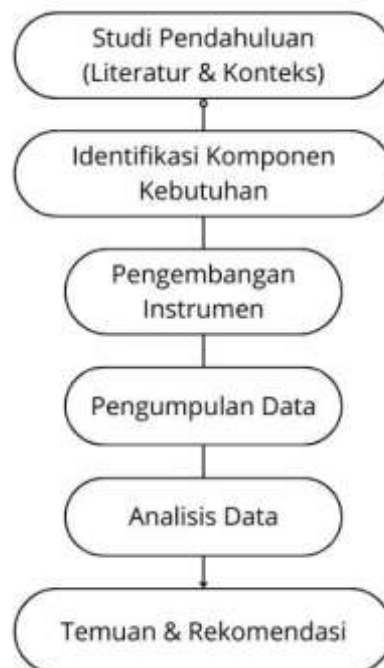 Studi Pendahuluan
(Literatur & Konteks)
Identifikasi Komponen
Kebutuhan
Pengembangan
Instrumen
Pengumpulan Data
Analisis Data
Temuan & Rekomendasi